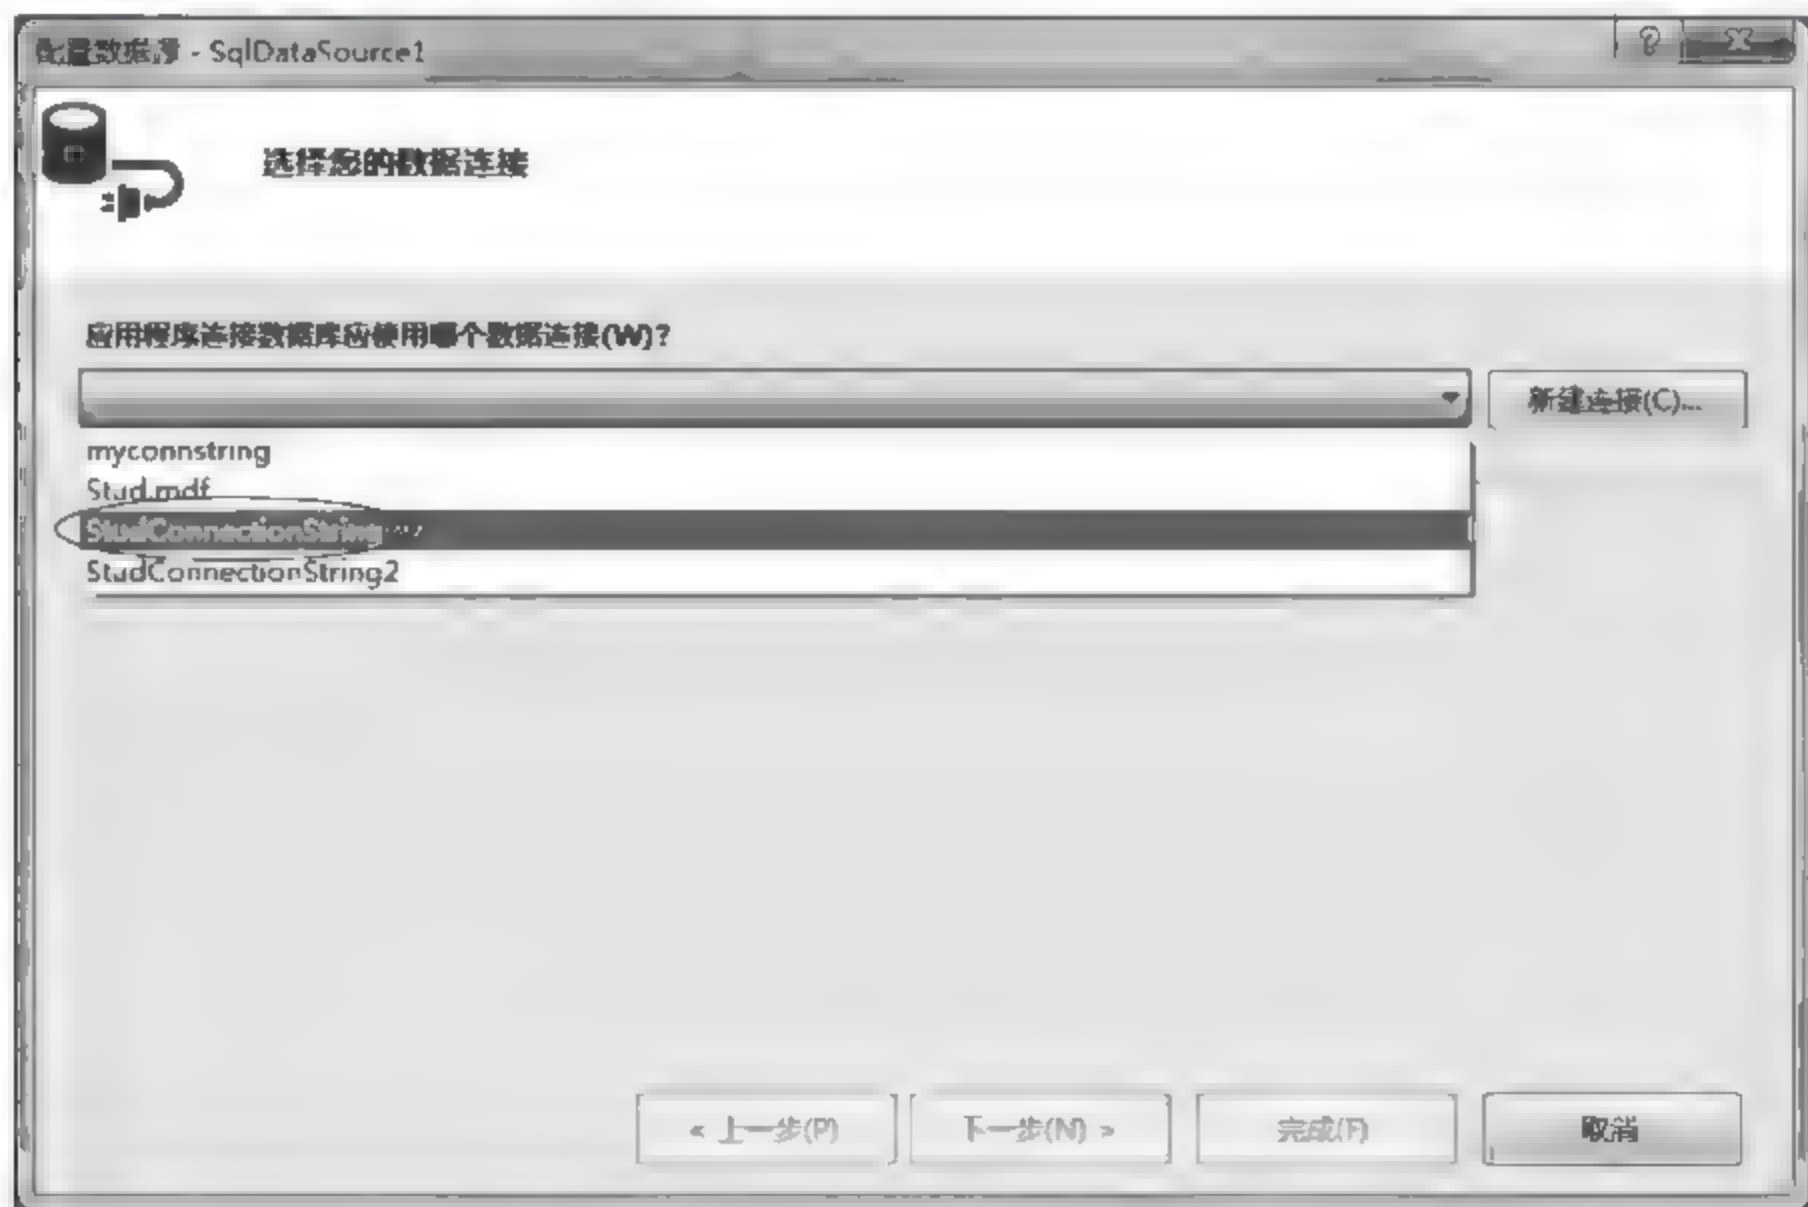 配置数据源 - SqlDataSource1
选择您的数据连接
应用程序连接数据库应使用哪个数据连接(W)?
新建连接(C)...
myconnstring
Stud.mdf
StudConnectionString
StudConnectionString2
< 上一步(P)
下一步(N) >
完成(F)
取消